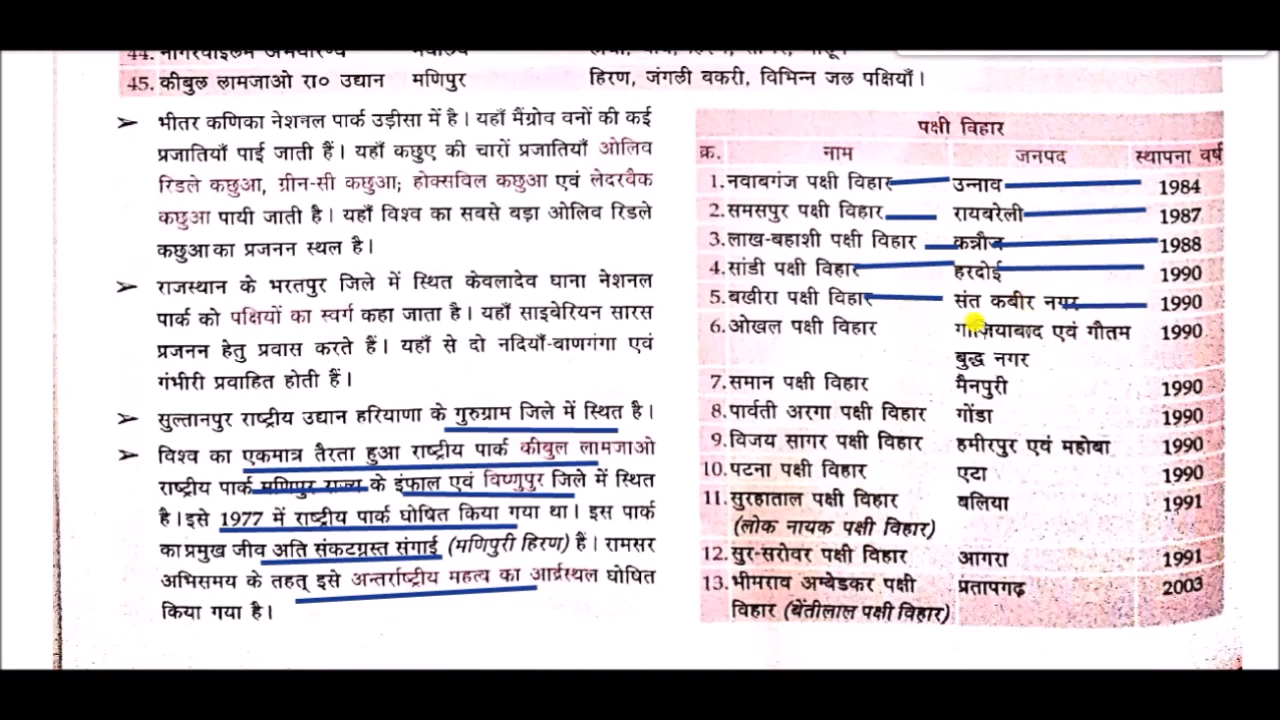 45. कीबुल लामजाओ रा० उद्यान मणिपुर हिरण, जंगली बकरी, विभिन्न जल पक्षियाँ।
➢ भीतर कणिका नेशनल पार्क उड़ीसा में है। यहाँ मैंग्रोव वनों की कई
प्रजातियाँ पाई जाती हैं। यहाँ कछुए की चारों प्रजातियाँ ओलिव
रिडले कछुआ, ग्रीन-सी कछुआ; होक्सविल कछुआ एवं लेदरवैक
कछुआ पायी जाती है। यहाँ विश्व का सबसे बड़ा ओलिव रिडले
कछुआ का प्रजनन स्थल है।
➢ राजस्थान के भरतपुर जिले में स्थित केवलादेव घाना नेशनल
पार्क को पक्षियों का स्वर्ग कहा जाता है। यहाँ साइबेरियन सारस
प्रजनन हेतु प्रवास करते हैं। यहाँ से दो नदियाँ-बाणगंगा एवं
गंभीरी प्रवाहित होती हैं।
➢ सुल्तानपुर राष्ट्रीय उद्यान हरियाणा के गुरुग्राम जिले में स्थित है।
➢ विश्व का एकमात्र तैरता हुआ राष्ट्रीय पार्क कीबुल लामजाओ
राष्ट्रीय पार्क मणिपुर राज्य के इंफाल एवं विष्णुपुर जिले में स्थित
है। इसे 1977 में राष्ट्रीय पार्क घोषित किया गया था। इस पार्क
का प्रमुख जीव अति संकटग्रस्त संगाई (मणिपुरी हिरण) हैं। रामसर
अभिसमय के तहत् इसे अन्तर्राष्ट्रीय महत्व का आर्द्रस्थल घोषित
किया गया है।
पक्षी विहार
क्र. नाम जनपद स्थापना वर्ष
1. नवाबगंज पक्षी विहार उन्नाव 1984
2. समसपुर पक्षी विहार रायबरेली 1987
3. लाख-बहाशी पक्षी विहार कन्नौज 1988
4. सांडी पक्षी विहार हरदोई 1990
5. बखीरा पक्षी विहार संत कबीर नगर 1990
6. ओखल पक्षी विहार गाजियाबाद एवं गौतम 1990
बुद्ध नगर
7. समान पक्षी विहार मैनपुरी 1990
8. पार्वती अरगा पक्षी विहार गोंडा 1990
9. विजय सागर पक्षी विहार हमीरपुर एवं महोबा 1990
10. पटना पक्षी विहार एटा 1990
11. सुरहाताल पक्षी विहार बलिया 1991
(लोक नायक पक्षी विहार)
12. सुर-सरोवर पक्षी विहार आगरा 1991
13. भीमराव अम्बेडकर पक्षी प्रतापगढ़ 2003
विहार (बेंतीलाल पक्षी विहार)